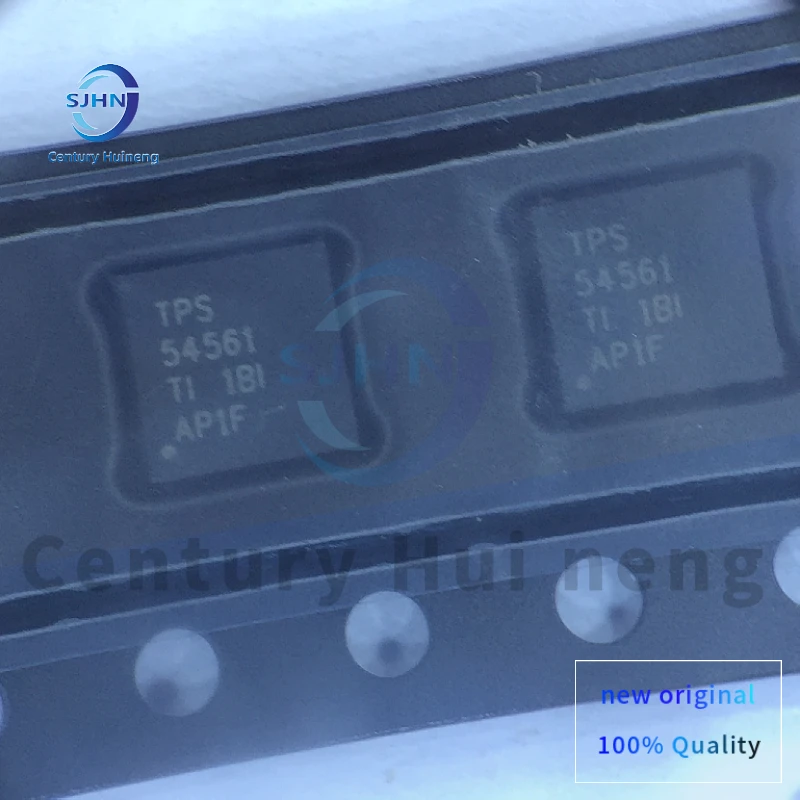 SJHN
Century Huineng
TPS
54561
TI 18I
AP1F
TPS
54561
TI 18I
AP1F
SJHN
Century Hui neng
new original
100% Quality